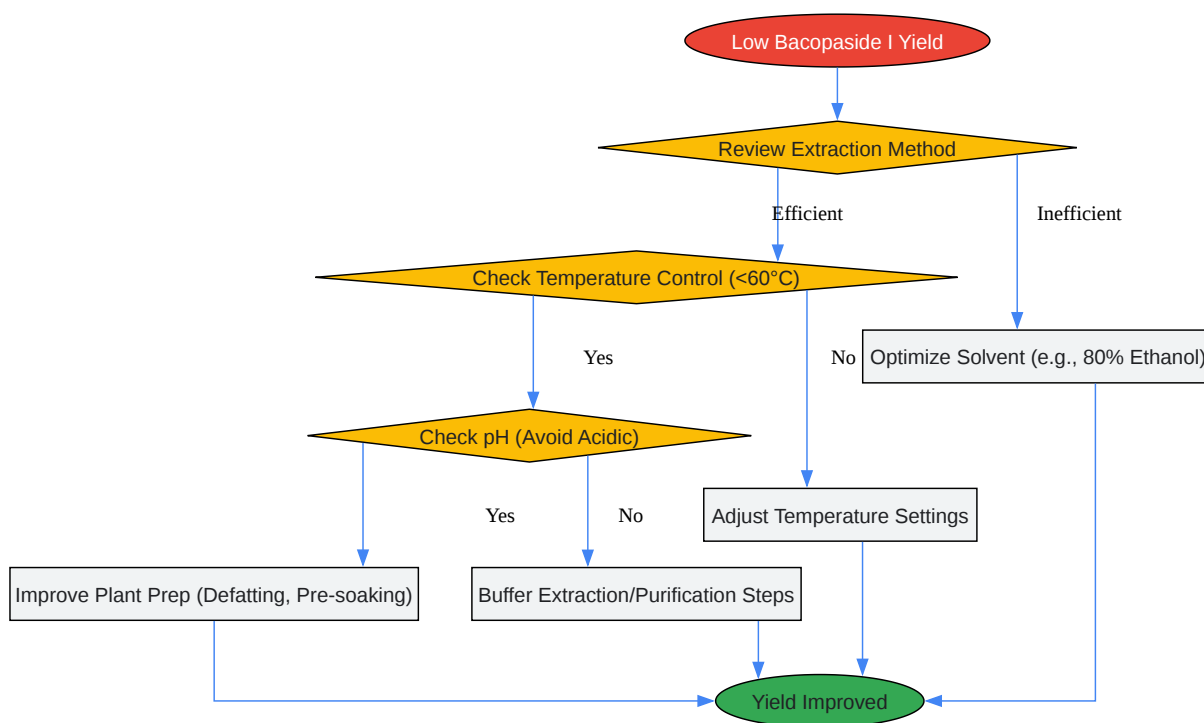 Low Bacopaside I Yield
Review Extraction Method
Efficient
Inefficient
Check Temperature Control (<60°C)
Yes
No
Optimize Solvent (e.g., 80% Ethanol)
Check pH (Avoid Acidic)
Yes
No
Adjust Temperature Settings
Improve Plant Prep (Defatting, Pre-soaking)
Buffer Extraction/Purification Steps
Yield Improved